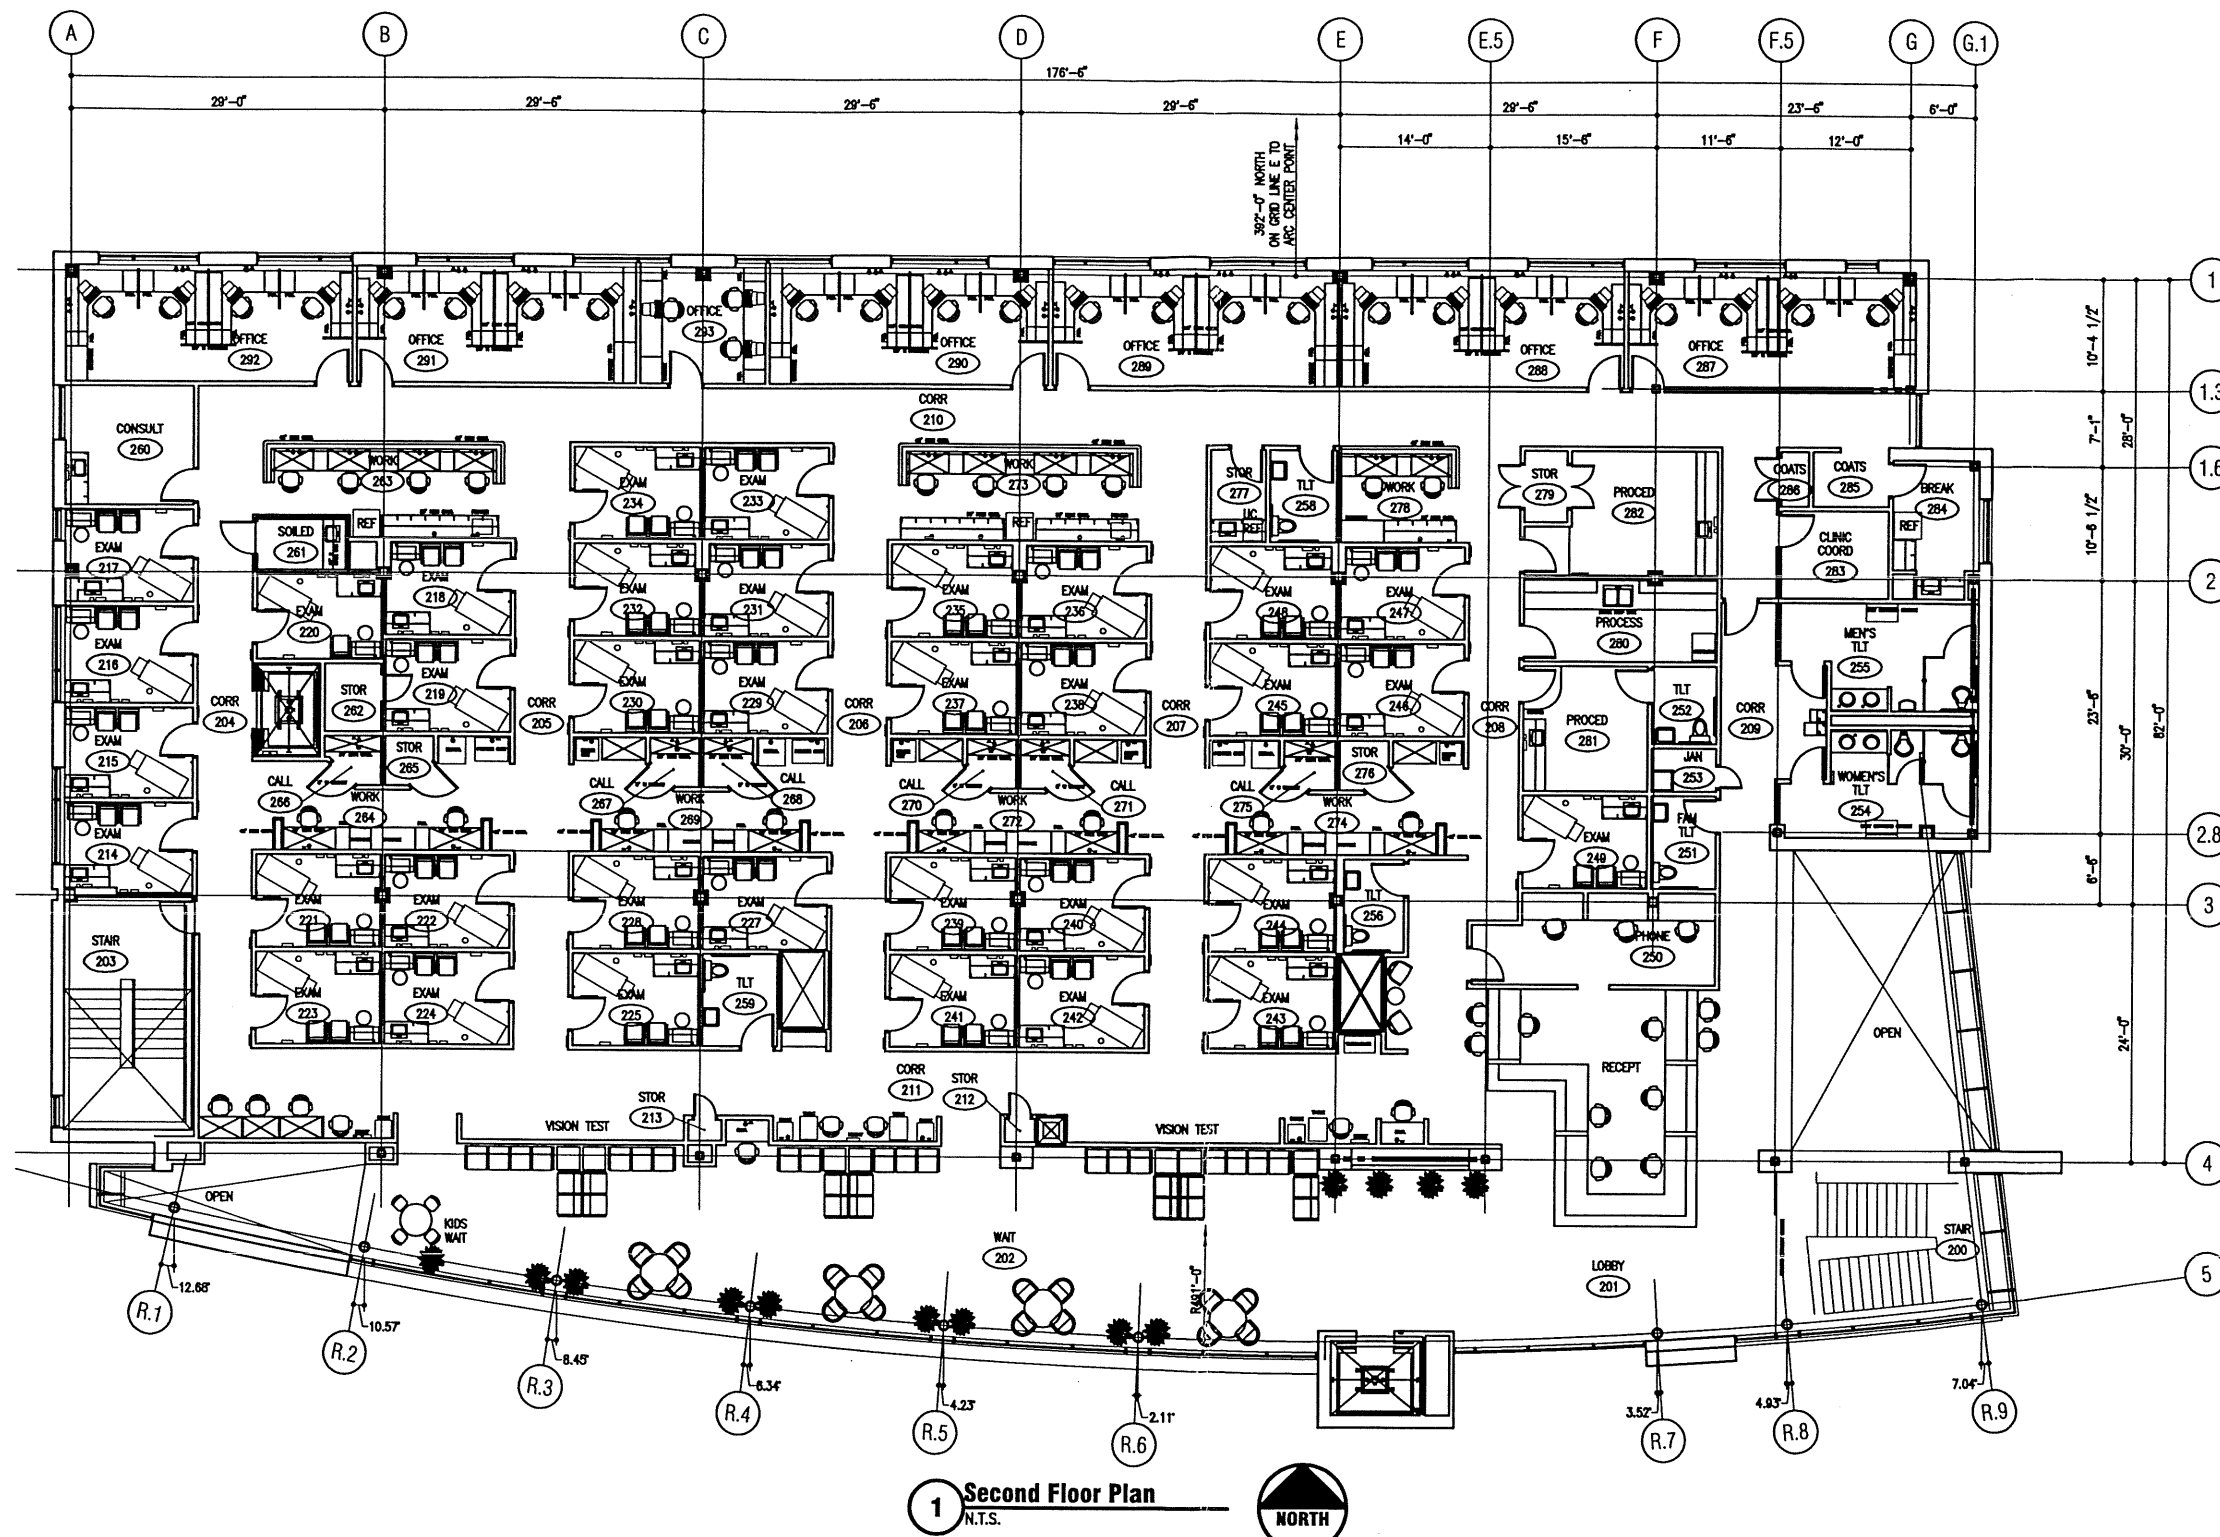 A
B
C
D
E
E.5
F
F.5
G
G.1
176'-6"
29'-0"
29'-6"
29'-6"
29'-6"
29'-6"
23'-6"
6'-0"
14'-0"
15'-6"
11'-6"
12'-0"
392'-0" NORTH
ON GRID LINE E TO
ARC CENTER POINT
1
1.3
1.6
2
2.8
3
4
5
10'-4 1/2"
7'-1"
28'-0"
10'-6 1/2"
23'-6"
30'-0"
82'-0"
6'-6"
24'-0"
OFFICE
292
OFFICE
291
OFFICE
293
OFFICE
290
OFFICE
289
OFFICE
288
OFFICE
287
CORR
210
CONSULT
260
WORK
263
EXAM
234
EXAM
233
WORK
273
STOR
277
UC
REF
TLT
258
WORK
278
STOR
279
PROCED
282
COATS
286
COATS
285
BREAK
284
REF
SOILED
261
REF
REF
CLINIC
COORD
283
EXAM
217
EXAM
218
EXAM
220
EXAM
232
EXAM
231
EXAM
235
EXAM
236
EXAM
248
EXAM
247
PROCESS
280
MEN'S
TLT
255
EXAM
216
EXAM
219
STOR
262
EXAM
230
EXAM
229
EXAM
237
EXAM
238
EXAM
245
EXAM
246
TLT
252
CORR
204
CORR
205
CORR
206
CORR
207
CORR
208
CORR
209
PROCED
281
EXAM
215
STOR
265
STOR
276
JAN
253
WOMEN'S
TLT
254
CALL
266
WORK
264
CALL
267
WORK
269
CALL
268
CALL
270
WORK
272
CALL
271
CALL
275
WORK
274
EXAM
214
EXAM
249
FAM
TLT
251
EXAM
221
EXAM
222
EXAM
228
EXAM
227
EXAM
239
EXAM
240
EXAM
244
TLT
256
PHONE
250
STAIR
203
EXAM
223
EXAM
224
EXAM
225
TLT
259
EXAM
241
EXAM
242
EXAM
243
OPEN
RECEPT
CORR
211
STOR
213
STOR
212
VISION TEST
VISION TEST
OPEN
KIDS
WAIT
WAIT
202
R491'-0"
LOBBY
201
STAIR
200
12.68'
10.57'
8.45'
6.34'
4.23'
2.11'
3.52'
4.93'
7.04'
R.1
R.2
R.3
R.4
R.5
R.6
R.7
R.8
R.9
1
Second Floor Plan
N.T.S.
NORTH